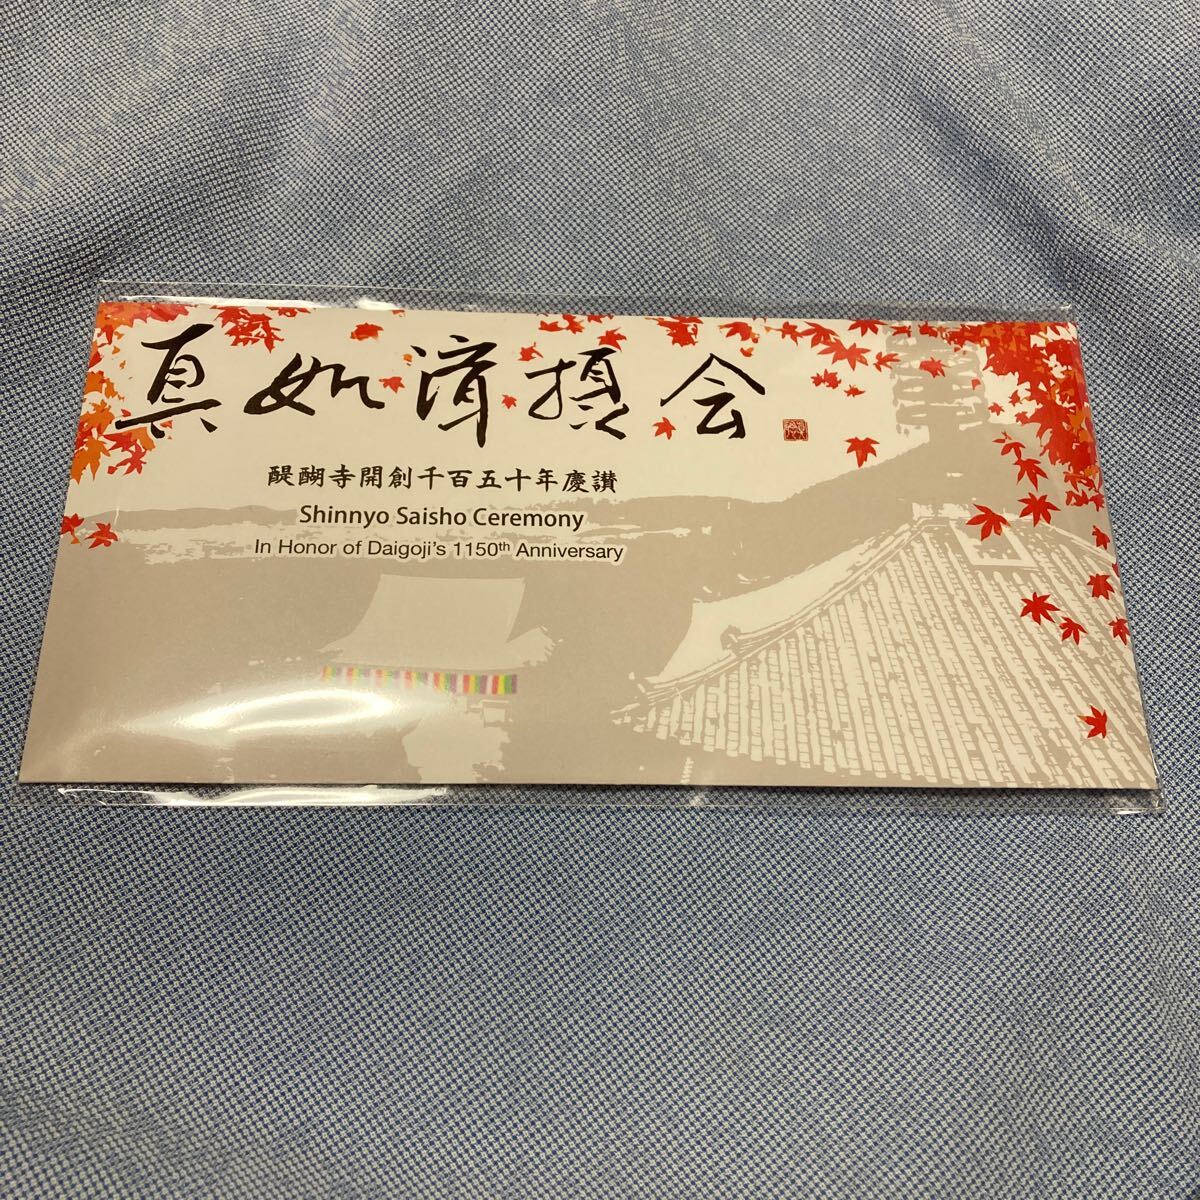 真如済摂会
醍醐寺開創千百五十年慶讃
Shinnyo Saisho Ceremony
In Honor of Daigoji's 1150th Anniversary